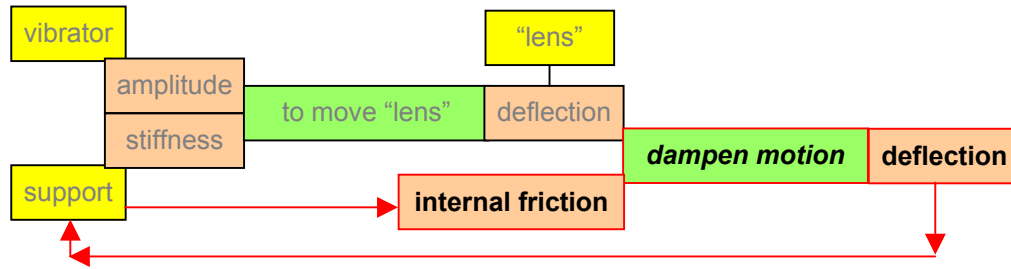 vibrator
“lens”
amplitude
to move “lens”
deflection
stiffness
dampen motion
deflection
support
internal friction